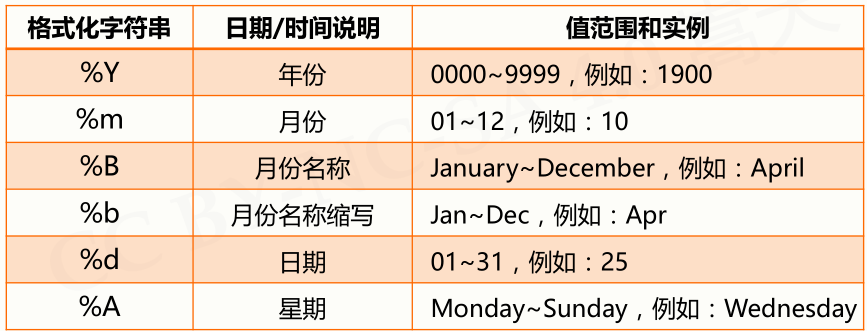 格式化字符串 日期/时间说明 值范围和实例
%Y 年份 0000~9999，例如：1900
%m 月份 01~12，例如：10
%B 月份名称 January~December，例如：April
%b 月份名称缩写 Jan~Dec，例如：Apr
%d 日期 01~31，例如：25
%A 星期 Monday~Sunday，例如：Wednesday